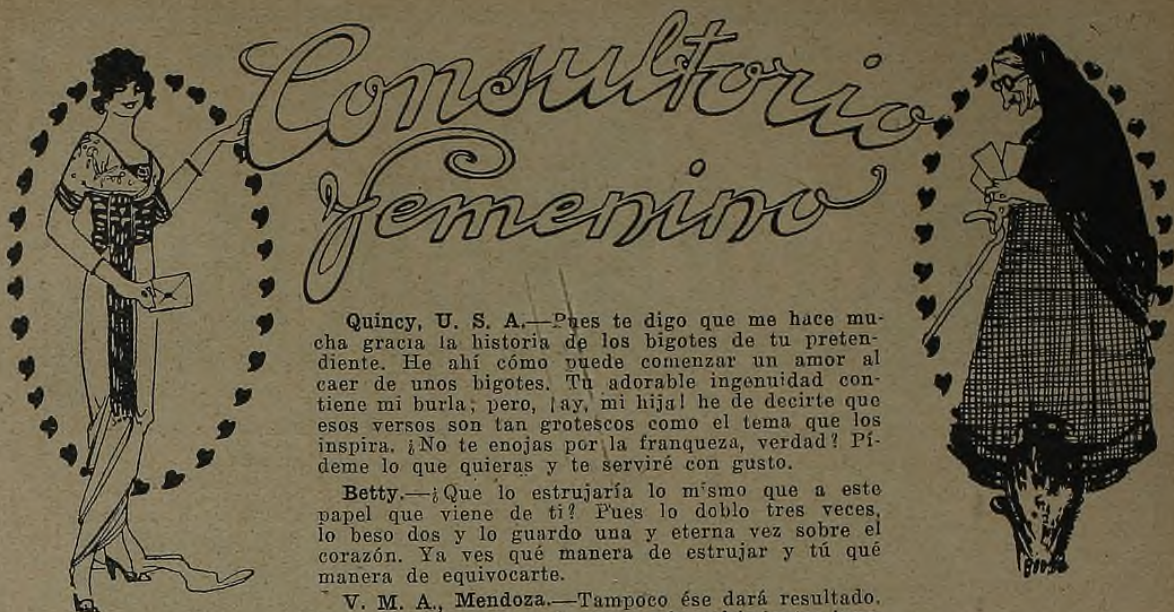 Consultorio
Femenino
Quincy, U. S. A.—Pues te digo que me hace mu-
cha gracia la historia de los bigotes de tu preten-
diente. He ahí cómo puede comenzar un amor al
caer de unos bigotes. Tu adorable ingenuidad con-
tiene mi burla; pero, ¡ay, mi hija! he de decirte que
esos versos son tan grotescos como el tema que los
inspira. ¿No te enojas por la franqueza, verdad? Pí-
deme lo que quieras y te serviré con gusto.
Betty.—¿Que lo estrujaría lo mismo que a este
papel que viene de ti? Pues lo doblo tres veces,
lo beso dos y lo guardo una y eterna vez sobre el
corazón. Ya ves qué manera de estrujar y tú qué
manera de equivocarte.
V. M. A., Mendoza.—Tampoco ése dará resultado.